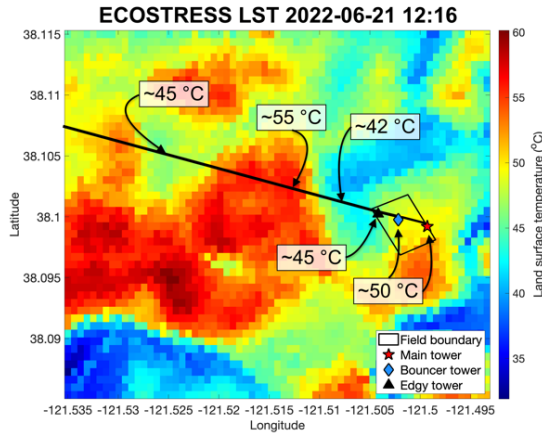 ECOSTRESS LST 2022-06-21 12:16
38.115
38.11
38.105
38.1
38.095
38.09
Latitude
~45 °C
~55 °C
~42 °C
~45 °C
~50 °C
Field boundary
Main tower
Bouncer tower
Edgy tower
-121.535 -121.53 -121.525 -121.52 -121.515 -121.51 -121.505 -121.5 -121.495
Longitude
60
55
50
45
40
35
Land surface temperature (°C)